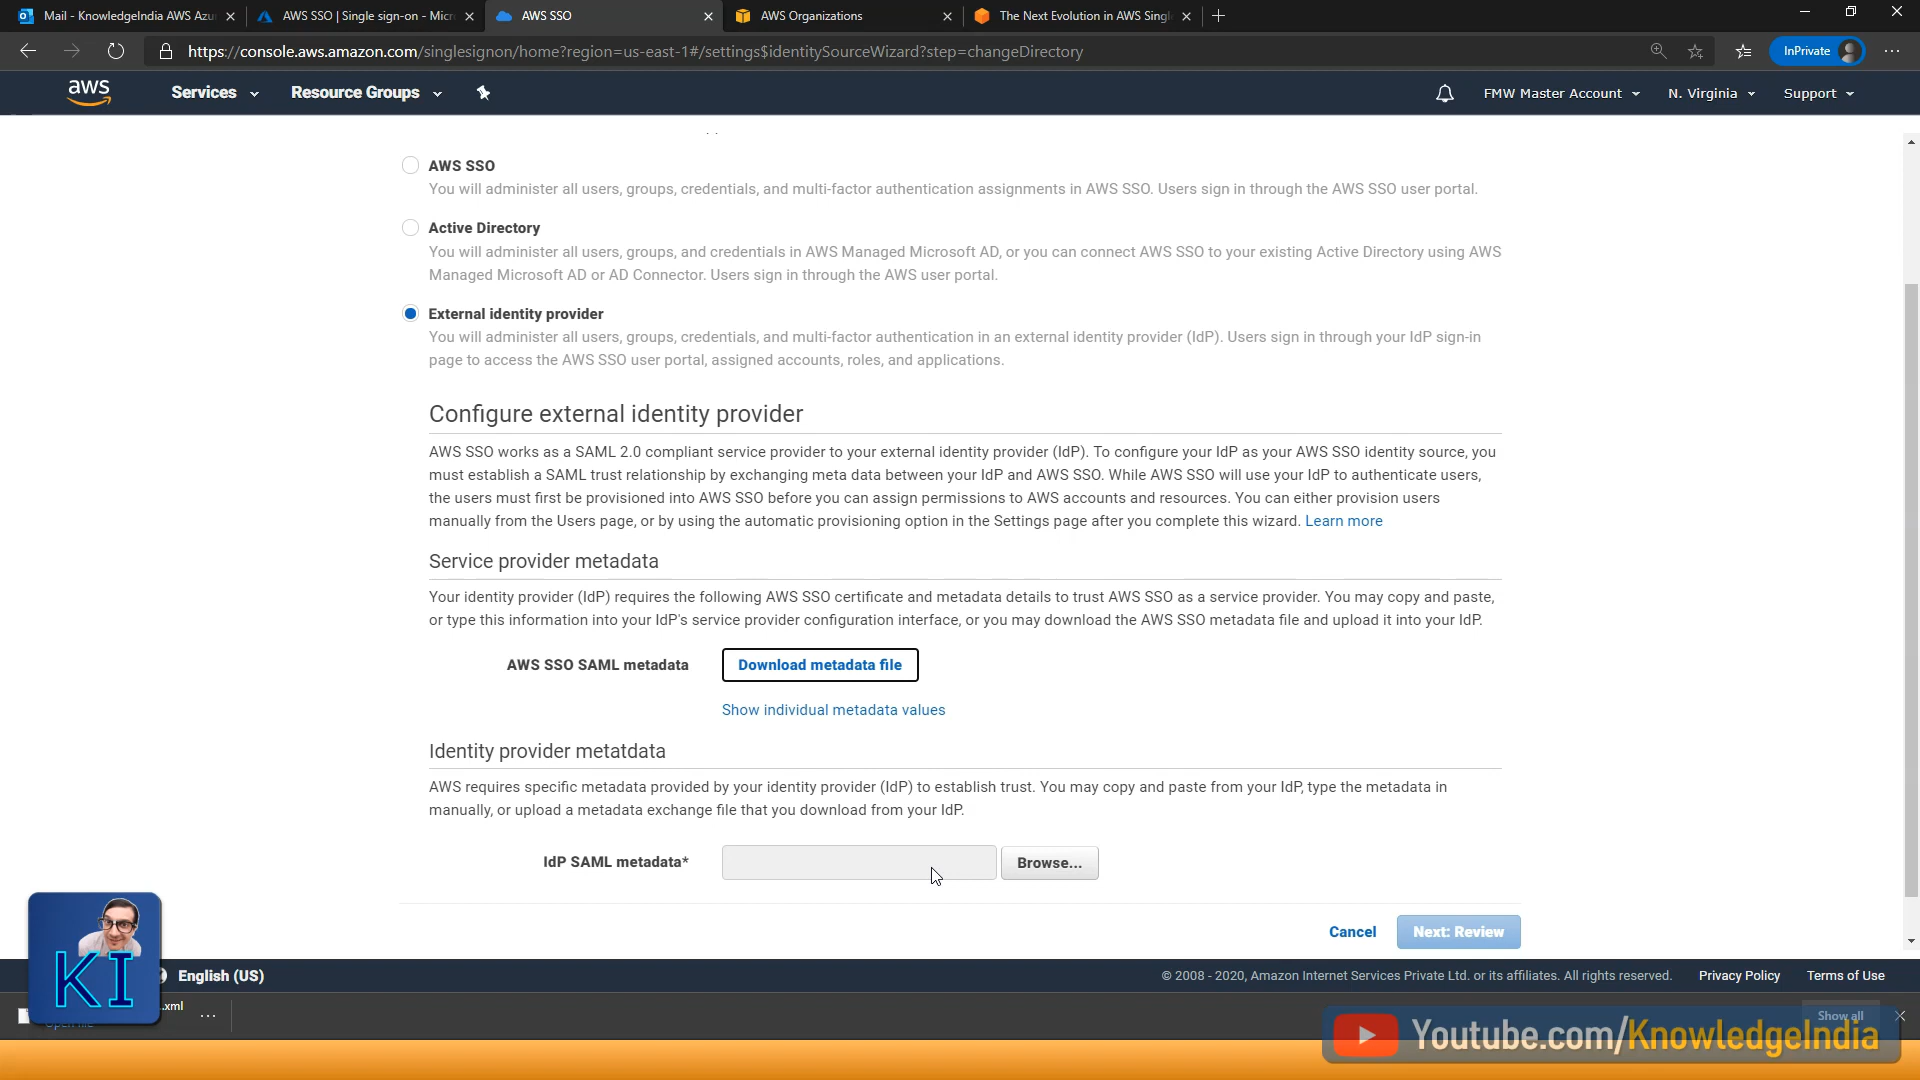 Mail - KnowledgeIndia AWS Azu
AWS SSO | Single sign-on - Micr
AWS SSO
AWS Organizations
The Next Evolution in AWS Singl
https://console.aws.amazon.com/singlesignon/home?region=us-east-1#/settings$identitySourceWizard?step=changeDirectory
InPrivate
aws
Services
Resource Groups
FMW Master Account
N. Virginia
Support
AWS SSO
You will administer all users, groups, credentials, and multi-factor authentication assignments in AWS SSO. Users sign in through the AWS SSO user portal.
Active Directory
You will administer all users, groups, and credentials in AWS Managed Microsoft AD, or you can connect AWS SSO to your existing Active Directory using AWS
Managed Microsoft AD or AD Connector. Users sign in through the AWS user portal.
External identity provider
You will administer all users, groups, credentials, and multi-factor authentication in an external identity provider (IdP). Users sign in through your IdP sign-in
page to access the AWS SSO user portal, assigned accounts, roles, and applications.
Configure external identity provider
AWS SSO works as a SAML 2.0 compliant service provider to your external identity provider (IdP). To configure your IdP as your AWS SSO identity source, you
must establish a SAML trust relationship by exchanging meta data between your IdP and AWS SSO. While AWS SSO will use your IdP to authenticate users,
the users must first be provisioned into AWS SSO before you can assign permissions to AWS accounts and resources. You can either provision users
manually from the Users page, or by using the automatic provisioning option in the Settings page after you complete this wizard. Learn more
Service provider metadata
Your identity provider (IdP) requires the following AWS SSO certificate and metadata details to trust AWS SSO as a service provider. You may copy and paste,
or type this information into your IdP's service provider configuration interface, or you may download the AWS SSO metadata file and upload it into your IdP.
AWS SSO SAML metadata
Download metadata file
Show individual metadata values
Identity provider metatdata
AWS requires specific metadata provided by your identity provider (IdP) to establish trust. You may copy and paste from your IdP, type the metadata in
manually, or upload a metadata exchange file that you download from your IdP.
IdP SAML metadata*
Browse...
Cancel
Next: Review
KI
English (US)
© 2008 - 2020, Amazon Internet Services Private Ltd. or its affiliates. All rights reserved.
Privacy Policy
Terms of Use
.xml
Open file
...
Show all
Youtube.com/KnowledgeIndia